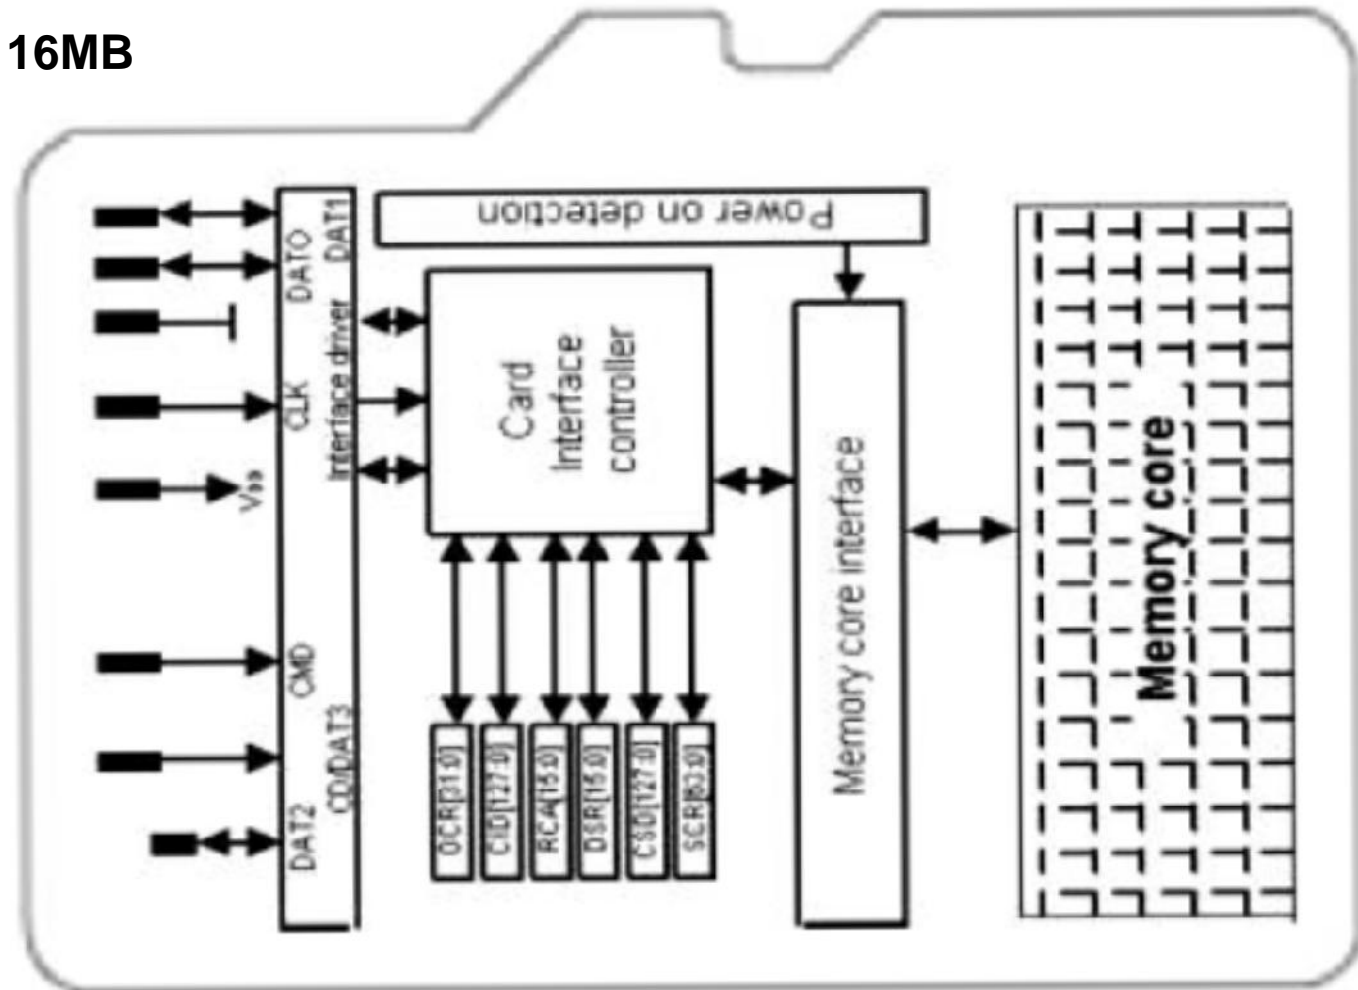 16MB
DAT1
DAT0
Power on detection
Interface driver
CLK
Card
Interface
controller
Memory core interface
Memory core
CMD
CD/DAT3
DAT2
OCR[31:0]
CID[127:0]
RCA[15:0]
DSR[15:0]
CSD[127:0]
SCR[63:0]